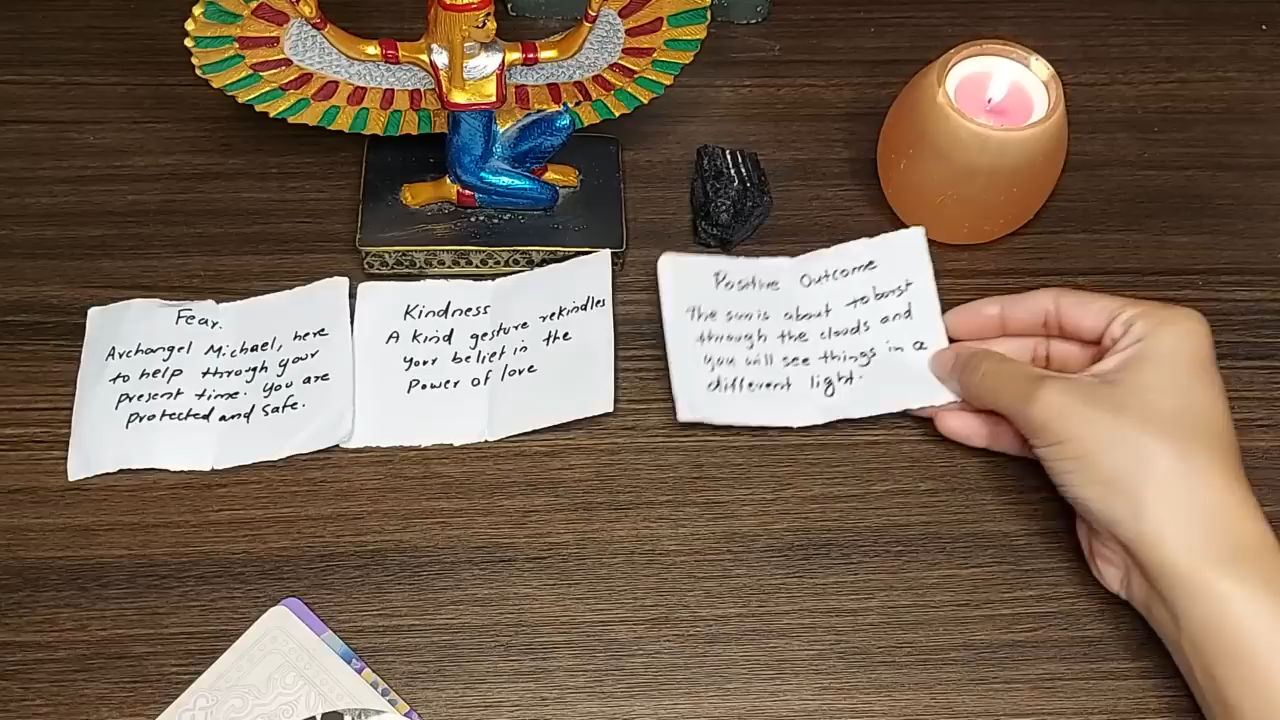 Fear.
Archangel Michael, here
to help through your
present time. you are
protected and safe.
Kindness
A kind gesture rekindles
your belief in the
Power of love
Positive Outcome
The sun is about to burst
through the clouds and
you will see things in a
different light.